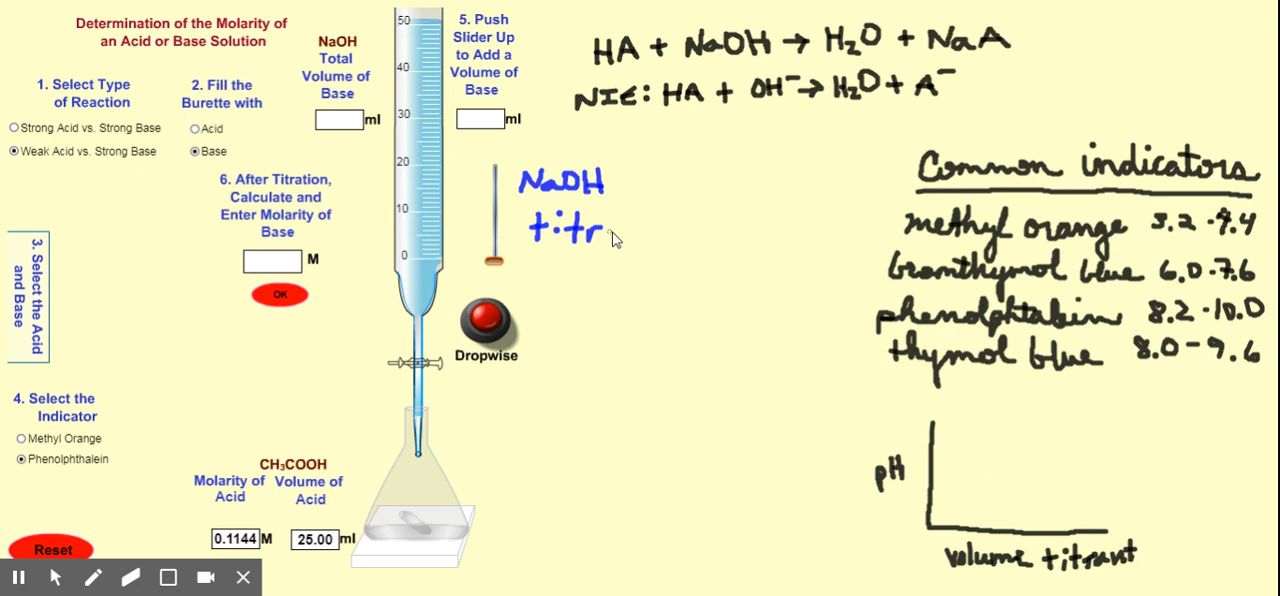 Determination of the Molarity of
an Acid or Base Solution
1. Select Type
of Reaction
Strong Acid vs. Strong Base
Weak Acid vs. Strong Base
2. Fill the
Burette with
Acid
Base
NaOH
Total
Volume of
Base
ml
50
40
30
20
10
0
5. Push
Slider Up
to Add a
Volume of
Base
ml
6. After Titration,
Calculate and
Enter Molarity of
Base
M
OK
3. Select the Acid
and Base
4. Select the
Indicator
Methyl Orange
Phenolphthalein
Dropwise
CH₃COOH
Molarity of
Acid
Volume of
Acid
0.1144 M
25.00 ml
Reset
NaOH
titr
HA + NaOH → H₂O + NaA
NIE: HA + OH⁻ → H₂O + A⁻
Common indicators
methyl orange 3.2 - 4.4
bromthymol blue 6.0 - 7.6
phenolphtalein 8.2 - 10.0
thymol blue 8.0 - 9.6
pH
volume titrant